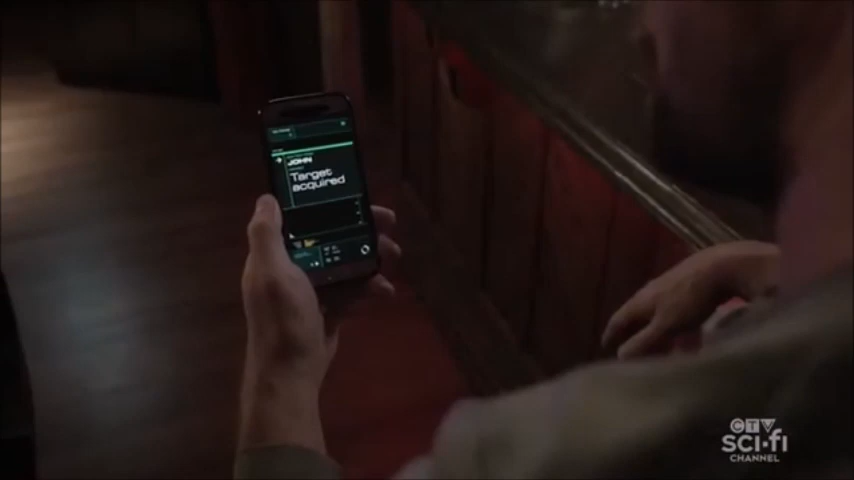 JOHN
Target
acquired
CTV
SCI-FI
CHANNEL